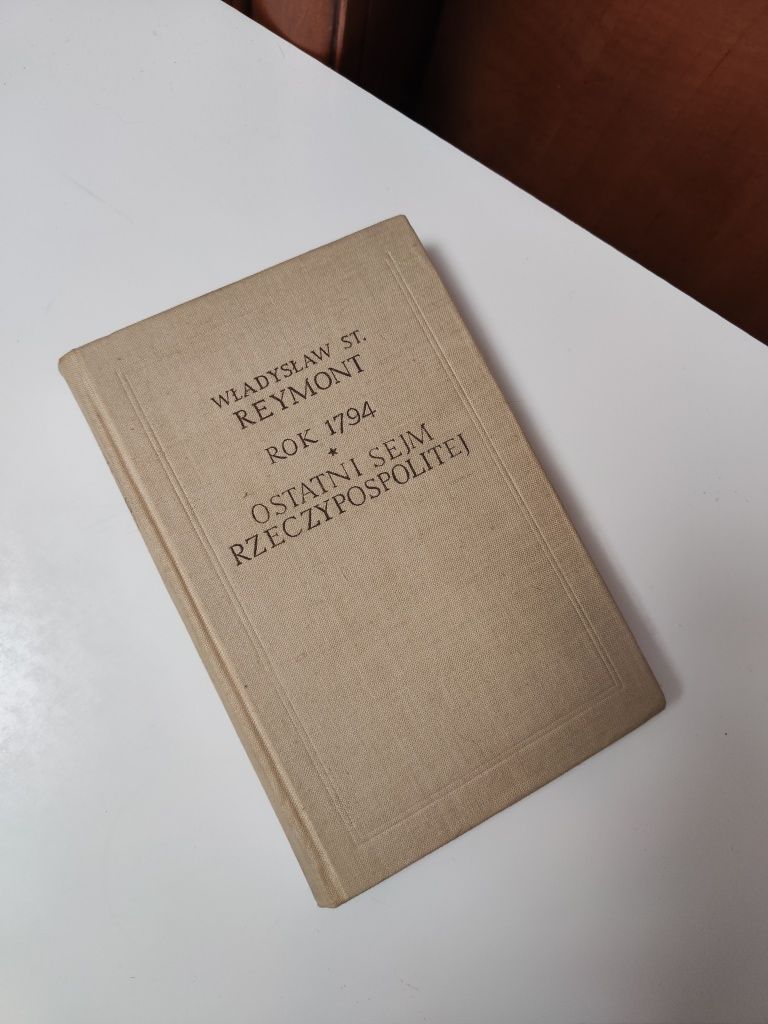 WŁADYSŁAW ST.
REYMONT
ROK 1794
*
OSTATNI SEJM
RZECZYPOSPOLITEJ